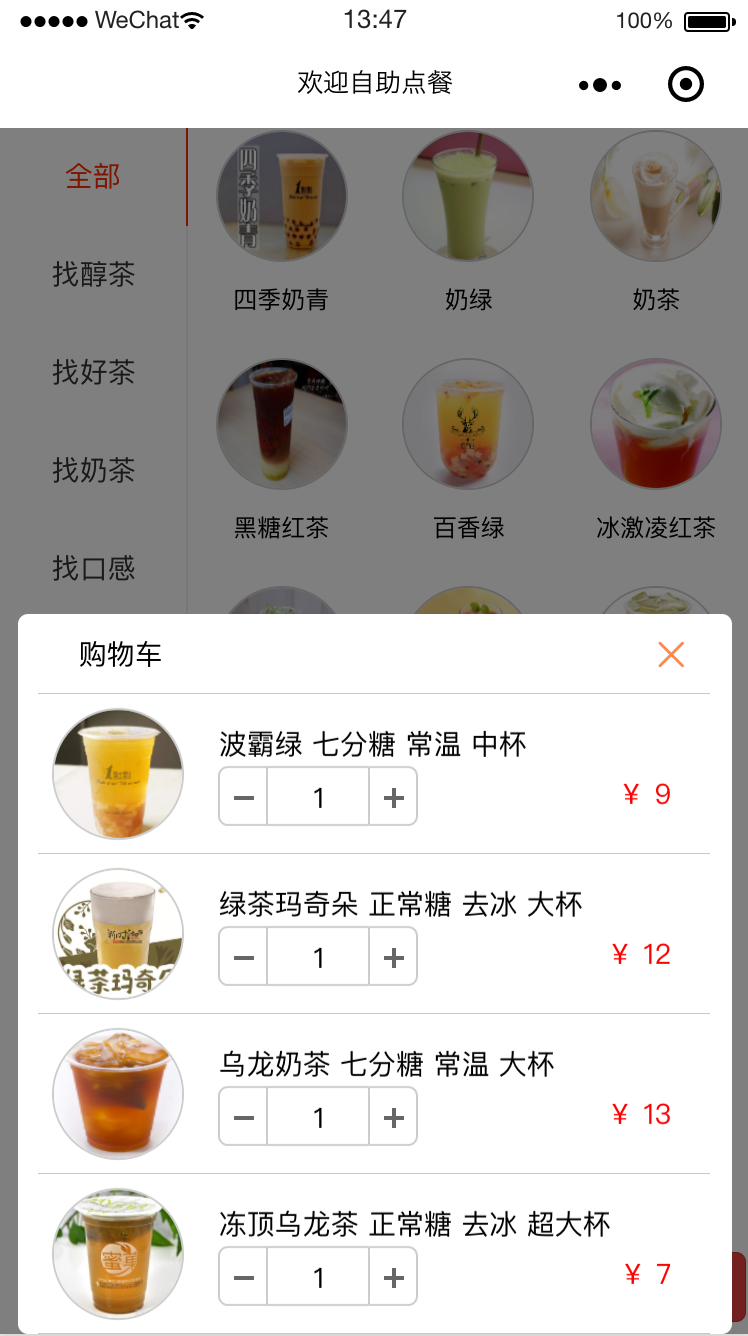 WeChat 13:47 100%
欢迎自助点餐
全部
找醇茶
找好茶
找奶茶
找口感
四季奶青
四季奶青 奶绿 奶茶
黑糖红茶 百香绿 冰激凌红茶
购物车
波霸绿 七分糖 常温 中杯
1
¥ 9
绿茶玛奇朵 正常糖 去冰 大杯
绿茶玛奇朵
1
¥ 12
乌龙奶茶 七分糖 常温 大杯
1
¥ 13
冻顶乌龙茶 正常糖 去冰 超大杯
1
¥ 7